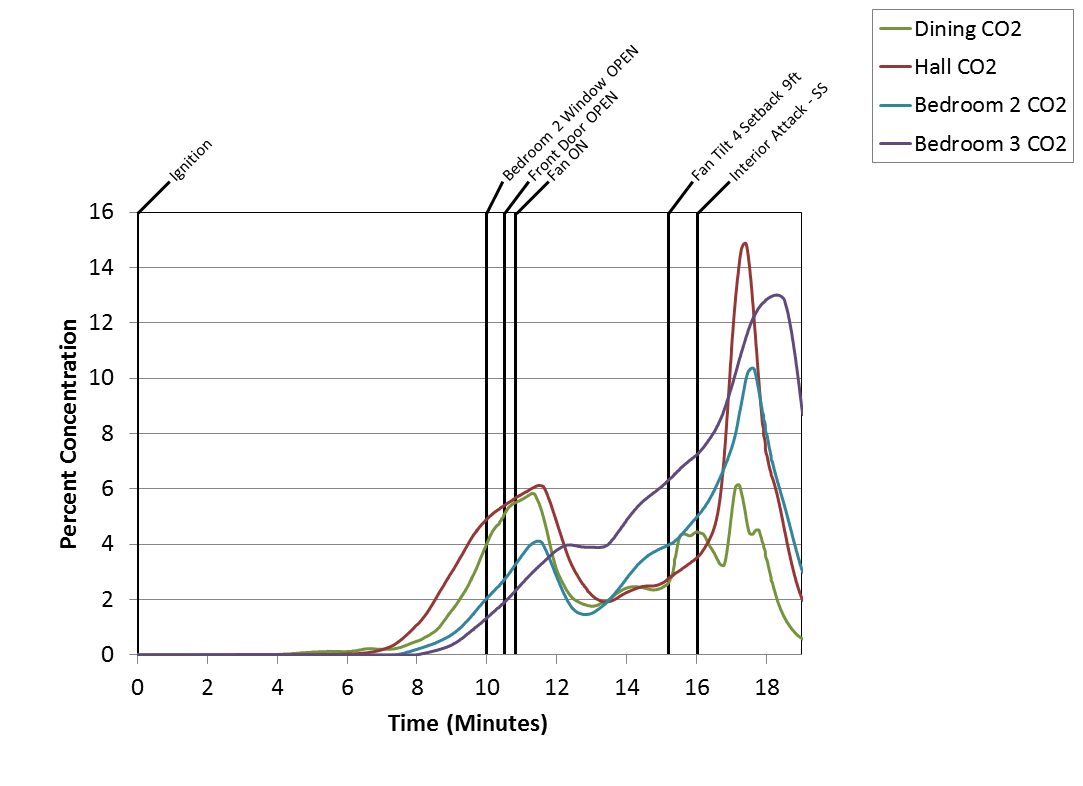 Dining CO2
Hall CO2
Bedroom 2 CO2
Bedroom 3 CO2
Ignition
Bedroom 2 Window OPEN
Front Door OPEN
Fan ON
Fan Tilt 4 Setback 9ft
Interior Attack - SS
Percent Concentration
16
14
12
10
8
6
4
2
0
0 2 4 6 8 10 12 14 16 18
Time (Minutes)